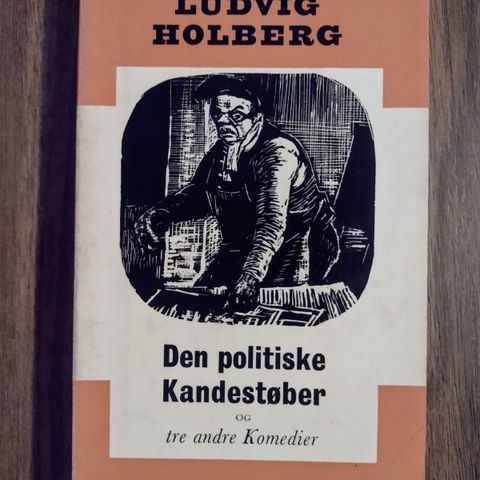 LUDVIG
HOLBERG
Den politiske
Kandestøber
OG
tre andre Komedier